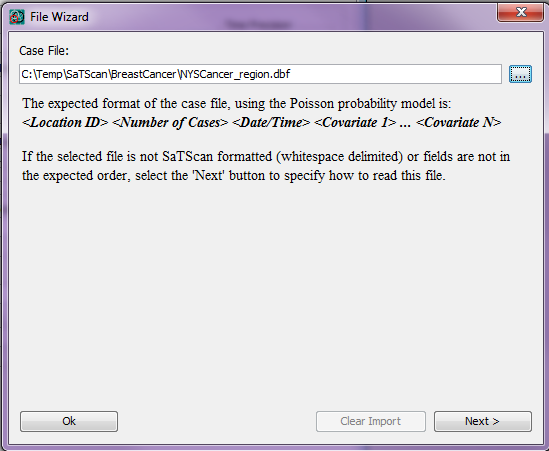 File Wizard
Case File:
C:\Temp\SaTScan\BreastCancer\NYSCancer_region.dbf
...
The expected format of the case file, using the Poisson probability model is:
<Location ID> <Number of Cases> <Date/Time> <Covariate 1> ... <Covariate N>
If the selected file is not SaTScan formatted (whitespace delimited) or fields are not in
the expected order, select the 'Next' button to specify how to read this file.
Ok
Clear Import
Next >